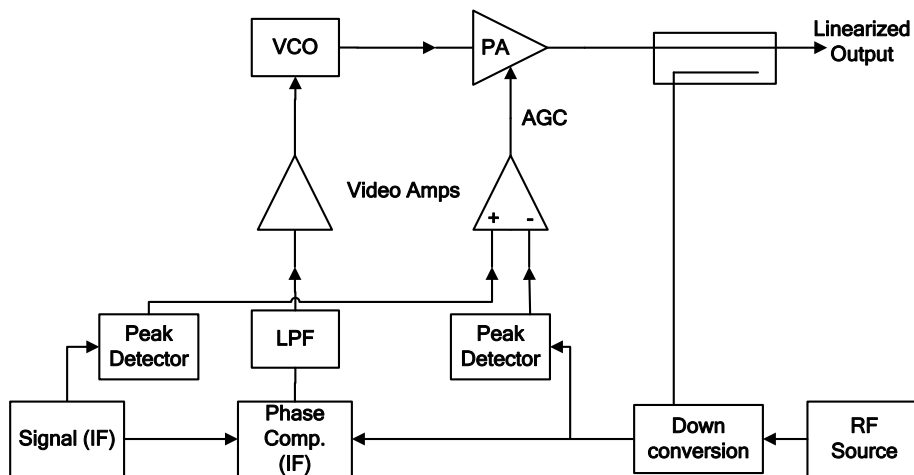 VCO
PA
Linearized
Output
AGC
Video Amps
+
-
Peak
Detector
LPF
Peak
Detector
Signal (IF)
Phase
Comp.
(IF)
Down
conversion
RF
Source